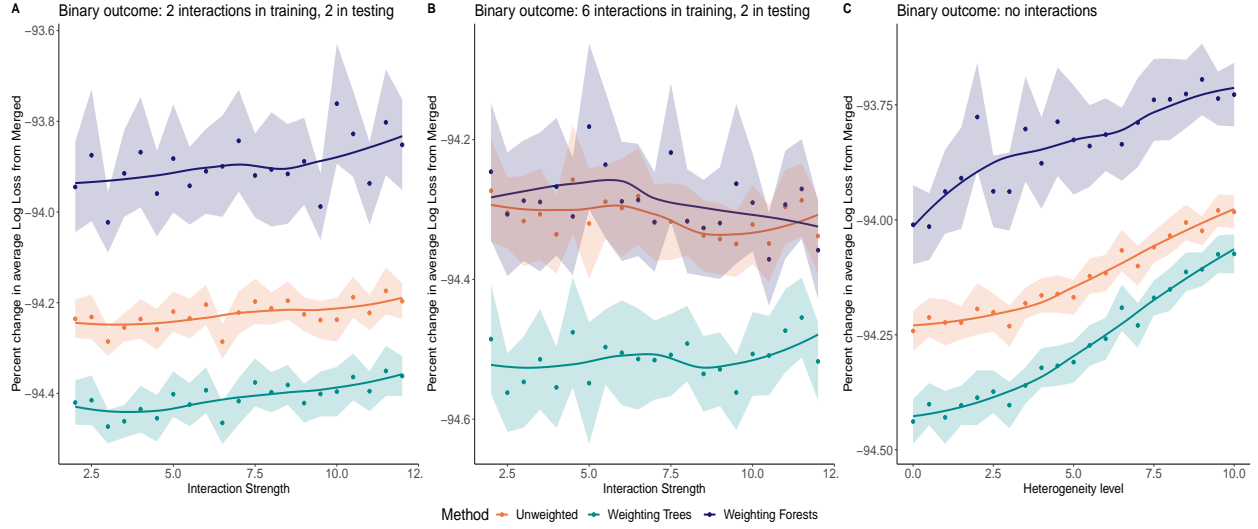 A
Binary outcome: 2 interactions in training, 2 in testing
Percent change in average Log Loss from Merged
−93.6
−93.8
−94.0
−94.2
−94.4
2.5
5.0
7.5
10.0
12.
Interaction Strength
B
Binary outcome: 6 interactions in training, 2 in testing
Percent change in average Log Loss from Merged
−94.2
−94.4
−94.6
2.5
5.0
7.5
10.0
12.
Interaction Strength
C
Binary outcome: no interactions
Percent change in average Log Loss from Merged
−93.75
−94.00
−94.25
−94.50
0.0
2.5
5.0
7.5
10.0
Heterogeneity level
Method Unweighted Weighting Trees Weighting Forests